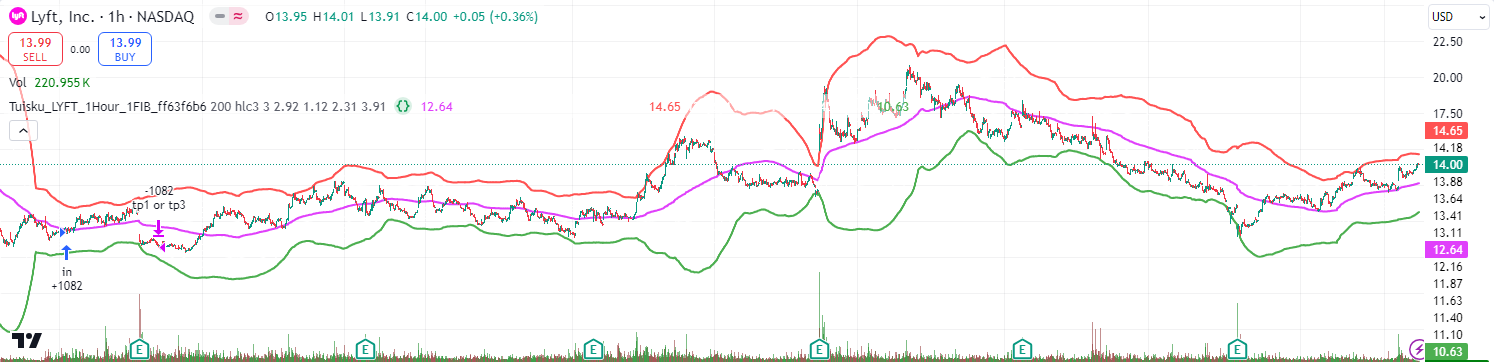 Lyft, Inc. · 1h · NASDAQ O13.95 H14.01 L13.91 C14.00 +0.05 (+0.36%)
USD
13.99 SELL
0.00
13.99 BUY
Vol 220.955 K
Tuisku_LYFT_1Hour_1FIB_ff63f6b6 200 hlc3 3 2.92 1.12 2.31 3.91 {} 12.64 14.65 10.63
-1082
tp1 or tp3
in
+1082
E E E E E E
22.50
20.00
17.50
14.65
14.18
14.00
13.88
13.64
13.41
13.11
12.64
12.16
11.87
11.63
11.40
11.10
10.63